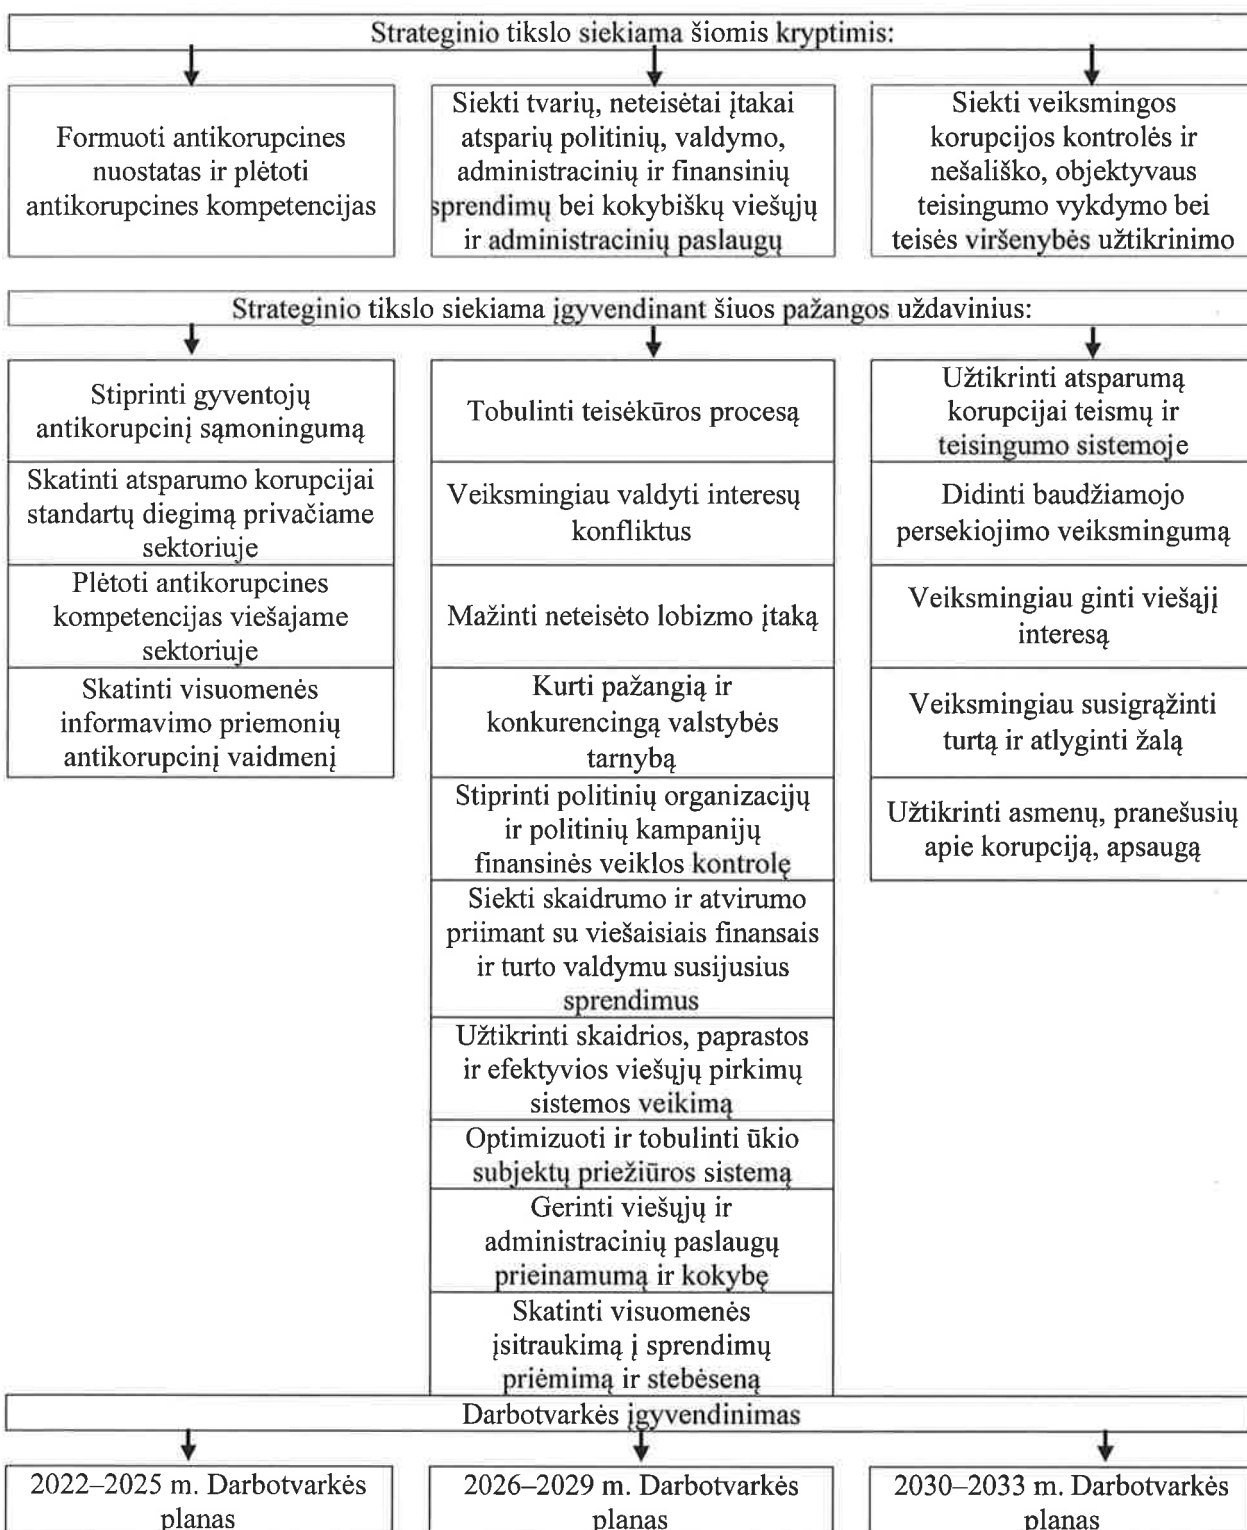 Strateginio tikslo siekiama šiomis kryptimis:
Formuoti antikorupcines
nuostatas ir plėtoti
antikorupcines kompetencijas
Siekti tvarių, neteisėtai įtakai
atsparių politinių, valdymo,
administracinių ir finansinių
sprendimų bei kokybiškų viešųjų
ir administracinių paslaugų
Siekti veiksmingos
korupcijos kontrolės ir
nešališko, objektyvaus
teisingumo vykdymo bei
teisės viršenybės užtikrinimo
Strateginio tikslo siekiama įgyvendinant šiuos pažangos uždavinius:
Stiprinti gyventojų
antikorupcinį sąmoningumą
Skatinti atsparumo korupcijai
standartų diegimą privačiame
sektoriuje
Plėtoti antikorupcines
kompetencijas viešajame
sektoriuje
Skatinti visuomenės
informavimo priemonių
antikorupcinį vaidmenį
Tobulinti teisėkūros procesą
Veiksmingiau valdyti interesų
konfliktus
Mažinti neteisėto lobizmo įtaką
Kurti pažangią ir
konkurencingą valstybės
tarnybą
Stiprinti politinių organizacijų
ir politinių kampanijų
finansinės veiklos kontrolę
Siekti skaidrumo ir atvirumo
priimant su viešaisiais finansais
ir turto valdymu susijusius
sprendimus
Užtikrinti skaidrios, paprastos
ir efektyvios viešųjų pirkimų
sistemos veikimą
Optimizuoti ir tobulinti ūkio
subjektų priežiūros sistemą
Gerinti viešųjų ir
administracinių paslaugų
prieinamumą ir kokybę
Skatinti visuomenės
įsitraukimą į sprendimų
priėmimą ir stebėseną
Užtikrinti atsparumą
korupcijai teismų ir
teisingumo sistemoje
Didinti baudžiamojo
persekiojimo veiksmingumą
Veiksmingiau ginti viešąjį
interesą
Veiksmingiau susigrąžinti
turtą ir atlyginti žalą
Užtikrinti asmenų, pranešusių
apie korupciją, apsaugą
Darbotvarkės įgyvendinimas
2022–2025 m. Darbotvarkės
planas
2026–2029 m. Darbotvarkės
planas
2030–2033 m. Darbotvarkės
planas